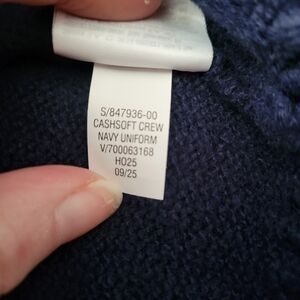 S/847936-00
CASHSOFT CREW
NAVY UNIFORM
V/700063168
HO25
09/25